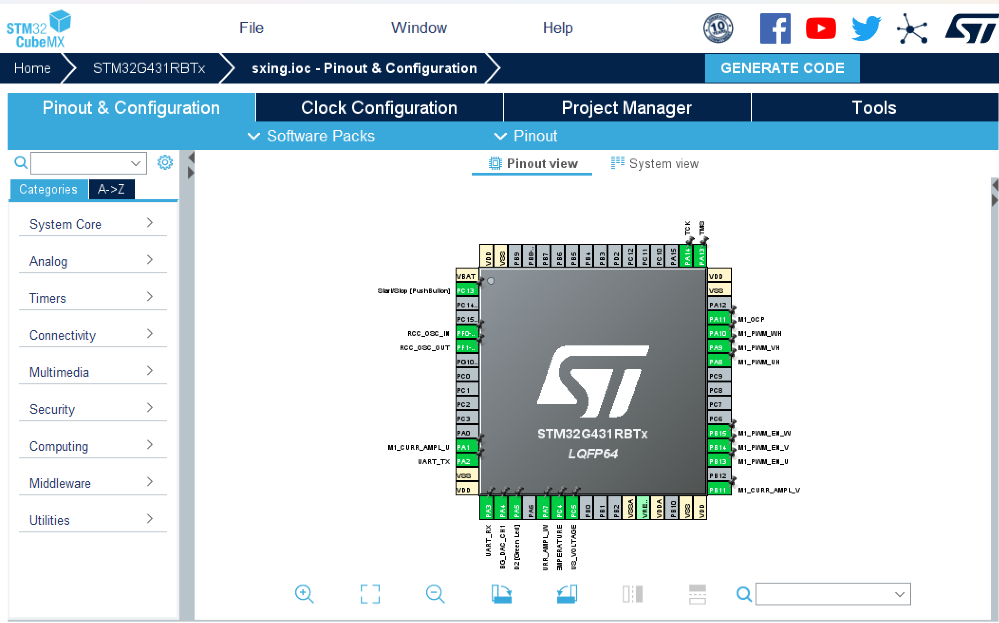 STM32
CubeMX
File
Window
Help
10
Home
STM32G431RBTx
sxing.ioc - Pinout & Configuration
GENERATE CODE
Pinout & Configuration
Clock Configuration
Project Manager
Tools
Software Packs
Pinout
Pinout view
System view
Categories
A->Z
System Core
Analog
Timers
Connectivity
Multimedia
Security
Computing
Middleware
Utilities
TCK
TMS
VDD
VSS
PB9
PB8-..
PB7
PB6
PB5
PB4
PB3
PD2
PC12
PC11
PC10
PA15
PA14
PA13
VBAT
Start/Stop [PushButton] PC13
PC14..
PC15..
RCC_OSC_IN PF0-..
RCC_OSC_OUT PF1-..
PG10..
PC0
PC1
PC2
PC3
PA0
M1_CURR_AMPL_U PA1
UART_TX PA2
VSS
VDD
STM32G431RBTx
LQFP64
VDD
VSS
PA12
PA11 M1_OCP
PA10 M1_PWM_WH
PA9 M1_PWM_VH
PA8 M1_PWM_UH
PC9
PC8
PC7
PC6
PB15 M1_PWM_EN_W
PB14 M1_PWM_EN_V
PB13 M1_PWM_EN_U
PB12
PB11 M1_CURR_AMPL_V
PA3
PA4
PA5
PA6
PA7
PC4
PC5
PB0
PB1
PB2
VSSA
VRE..
VDDA
PB10
VSS
VDD
UART_RX
BG_DAC_CH1
D2 [Green Led]
URR_AMPL_W
EMPERATURE
US_VOLTAGE